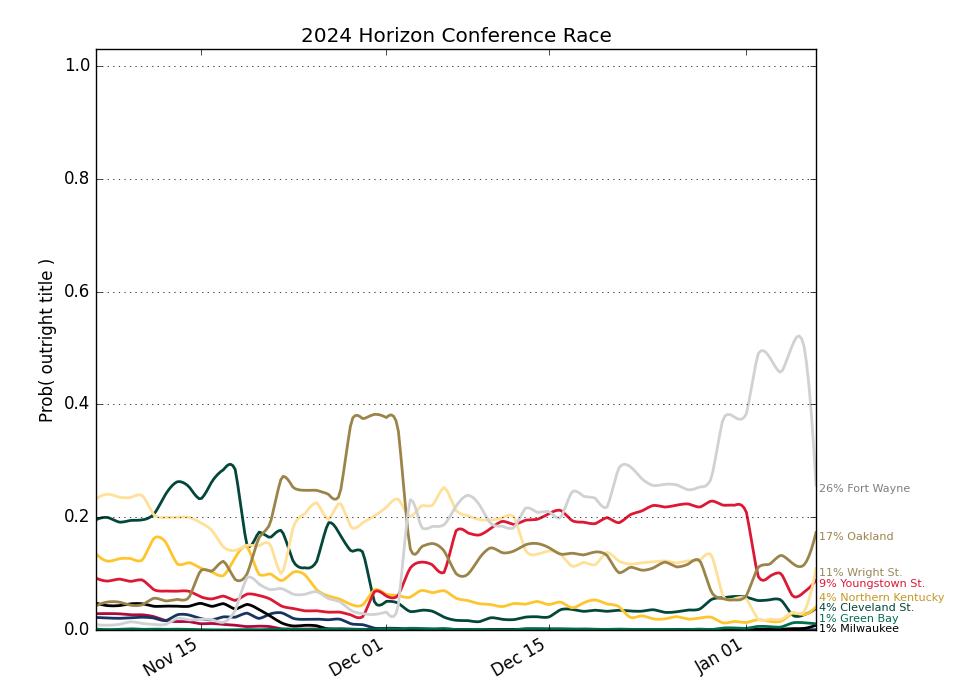 2024 Horizon Conference Race
1.0
0.8
0.6
0.4
0.2
0.0
Prob( outright title )
Nov 15
Dec 01
Dec 15
Jan 01
26% Fort Wayne
17% Oakland
11% Wright St.
9% Youngstown St.
4% Northern Kentucky
4% Cleveland St.
1% Green Bay
1% Milwaukee